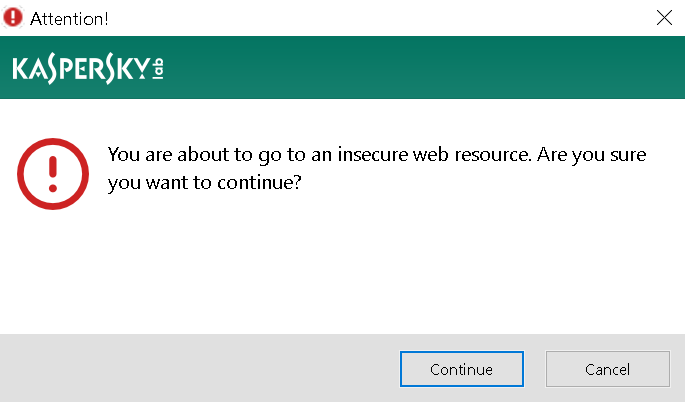 Attention!
KASPERSKY lab
You are about to go to an insecure web resource. Are you sure
you want to continue?
Continue
Cancel